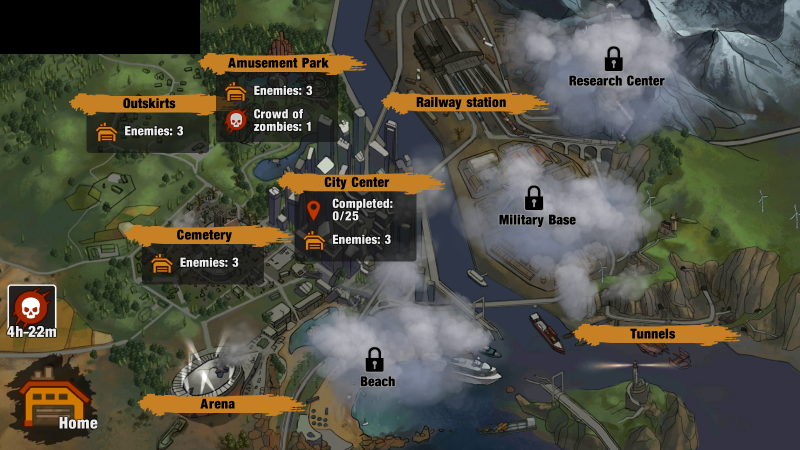 Amusement Park
Enemies: 3
Crowd of
zombies: 1
Outskirts
Enemies: 3
Railway station
Research Center
City Center
Completed:
0/25
Enemies: 3
Military Base
Cemetery
Enemies: 3
4h 22m
Tunnels
Beach
Arena
Home